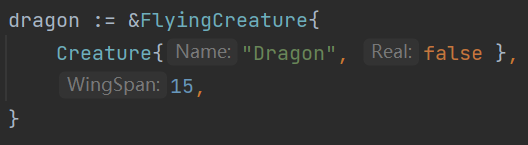 dragon := &FlyingCreature{
    Creature{ Name: "Dragon", Real: false },
    WingSpan: 15,
}